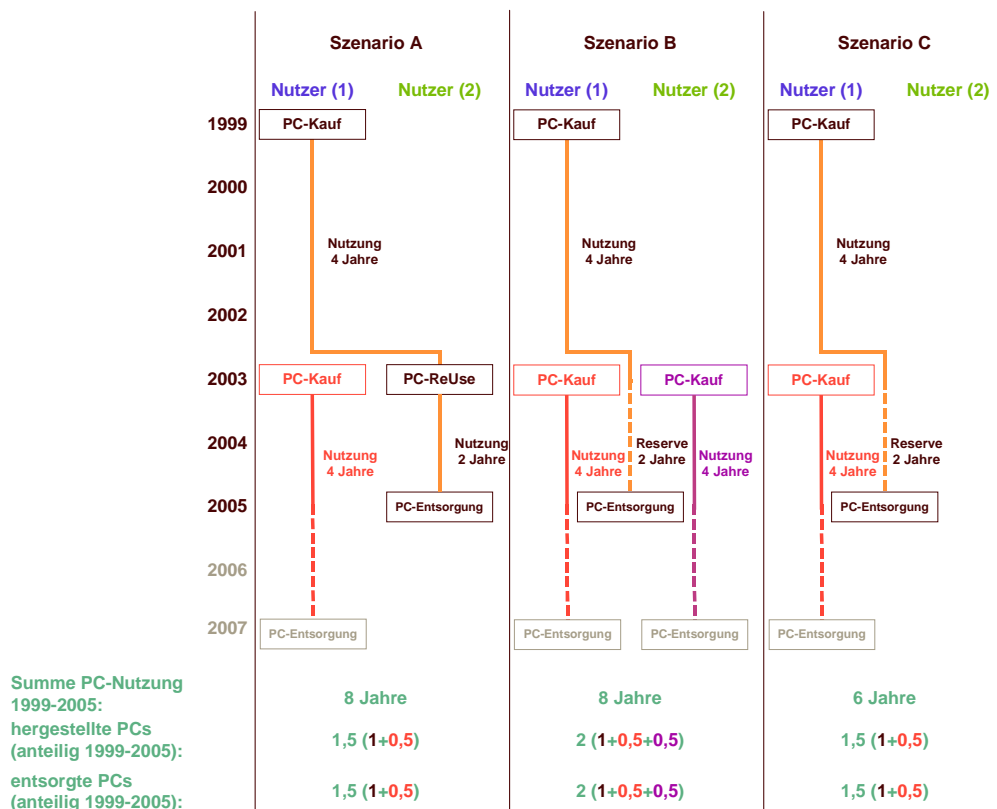 Szenario A Szenario B Szenario C
Nutzer (1) Nutzer (2) Nutzer (1) Nutzer (2) Nutzer (1) Nutzer (2)
1999 PC-Kauf PC-Kauf PC-Kauf
2000
2001 Nutzung 4 Jahre Nutzung 4 Jahre Nutzung 4 Jahre
2002
2003 PC-Kauf PC-ReUse PC-Kauf PC-Kauf PC-Kauf
2004 Nutzung 4 Jahre Nutzung 2 Jahre Nutzung 4 Jahre Reserve 2 Jahre Nutzung 4 Jahre Nutzung 4 Jahre Reserve 2 Jahre
2005 PC-Entsorgung PC-Entsorgung PC-Entsorgung
2006
2007 PC-Entsorgung PC-Entsorgung PC-Entsorgung PC-Entsorgung
Summe PC-Nutzung
1999-2005: 8 Jahre 8 Jahre 6 Jahre
hergestellte PCs
(anteilig 1999-2005): 1,5 (1+0,5) 2 (1+0,5+0,5) 1,5 (1+0,5)
entsorgte PCs
(anteilig 1999-2005): 1,5 (1+0,5) 2 (1+0,5+0,5) 1,5 (1+0,5)